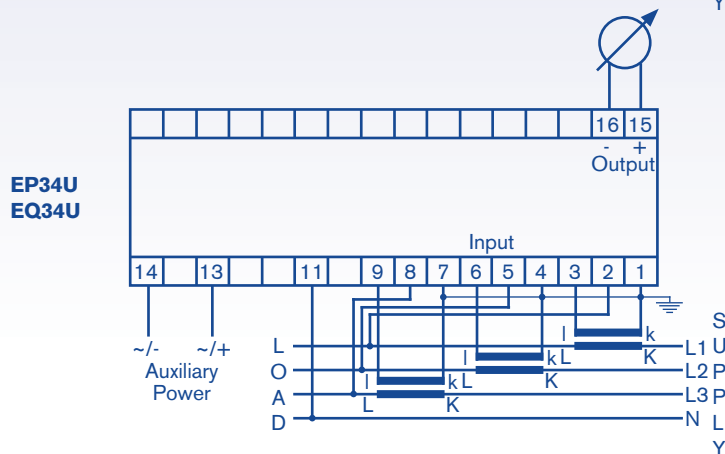 Y
16 15
- +
Output
EP34U
EQ34U
Input
14 13 11 9 8 7 6 5 4 3 2 1
~/- ~/+
Auxiliary
Power
L
O
A
D
l k
L K
l k
L K
l k
L K
L1
L2
L3
N
S
U
P
P
L
Y